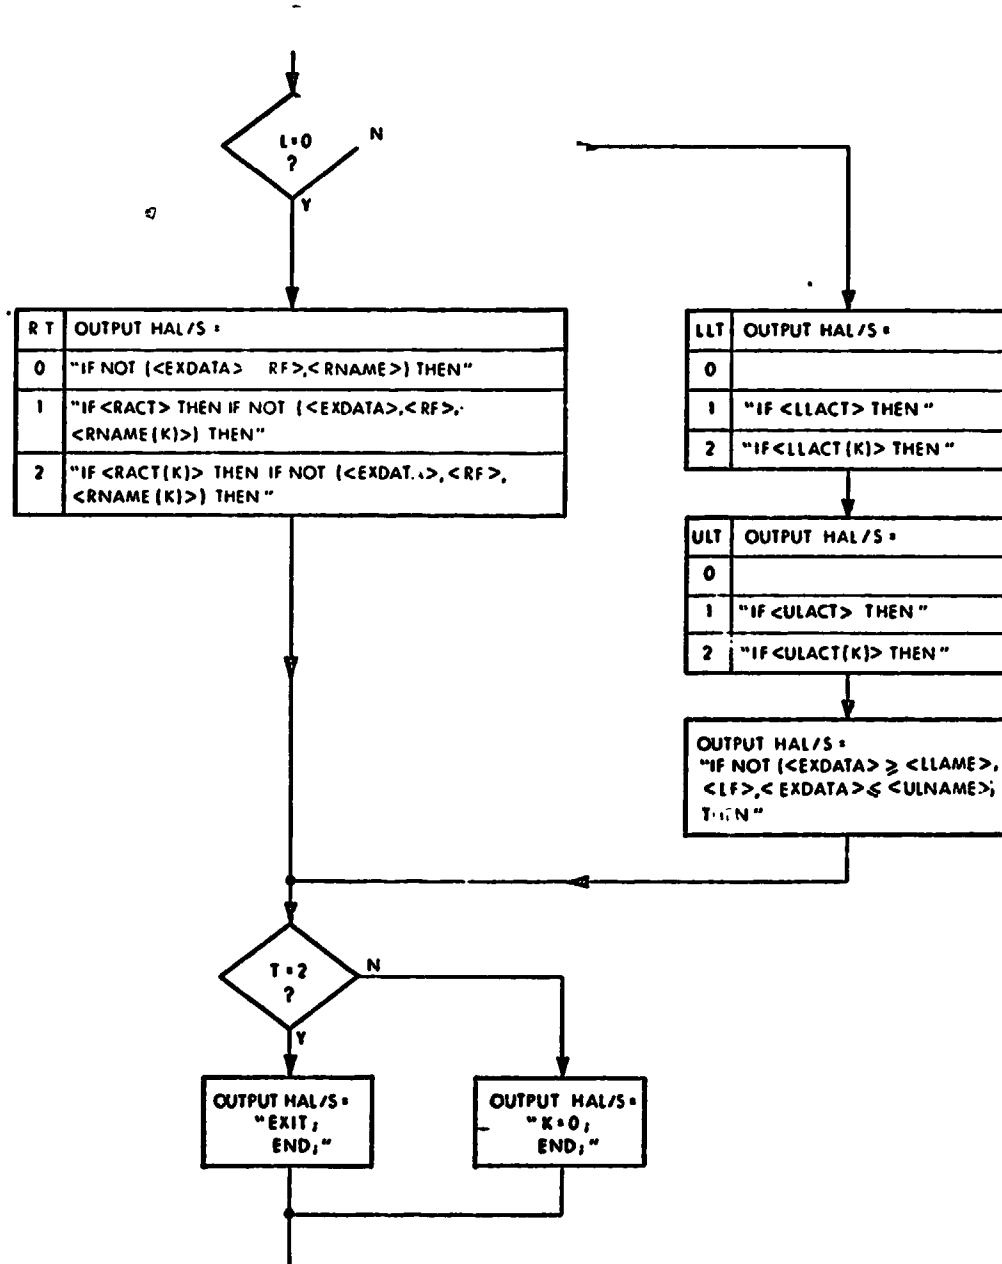 L=0
?
N
Y
RT OUTPUT HAL/S =
0 "IF NOT (<EXDATA> RF>,<RNAME>) THEN"
1 "IF <RACT> THEN IF NOT (<EXDATA>,<RF>,
<RNAME(K)>) THEN"
2 "IF <RACT(K)> THEN IF NOT (<EXDAT >,<RF>,
<RNAME(K)>) THEN"
LLT OUTPUT HAL/S =
0
1 "IF <LLACT> THEN"
2 "IF <LLACT(K)> THEN"
ULT OUTPUT HAL/S =
0
1 "IF <ULACT> THEN"
2 "IF <ULACT(K)> THEN"
OUTPUT HAL/S =
"IF NOT (<EXDATA> ≥ <LLAME>,
<LF>,<EXDATA> ≤ <ULNAME>;
T=2
?
N
Y
OUTPUT HAL/S =
"EXIT;
END;"
OUTPUT HAL/S =
"K=0;
END;"